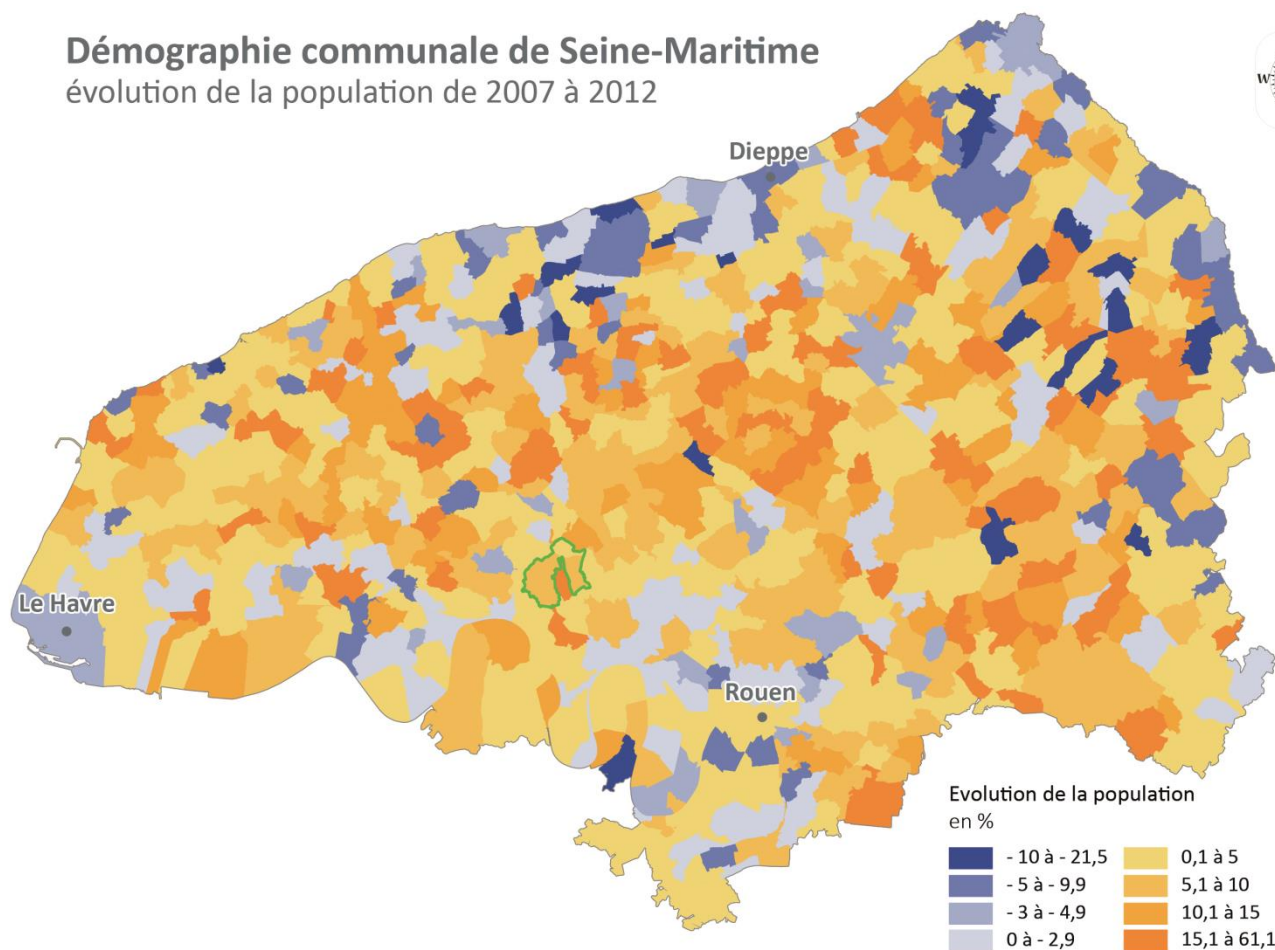 Démographie communale de Seine-Maritime
évolution de la population de 2007 à 2012
W
Dieppe
Le Havre
Rouen
Evolution de la population
en %
- 10 à - 21,5
- 5 à - 9,9
- 3 à - 4,9
0 à - 2,9
0,1 à 5
5,1 à 10
10,1 à 15
15,1 à 61,1